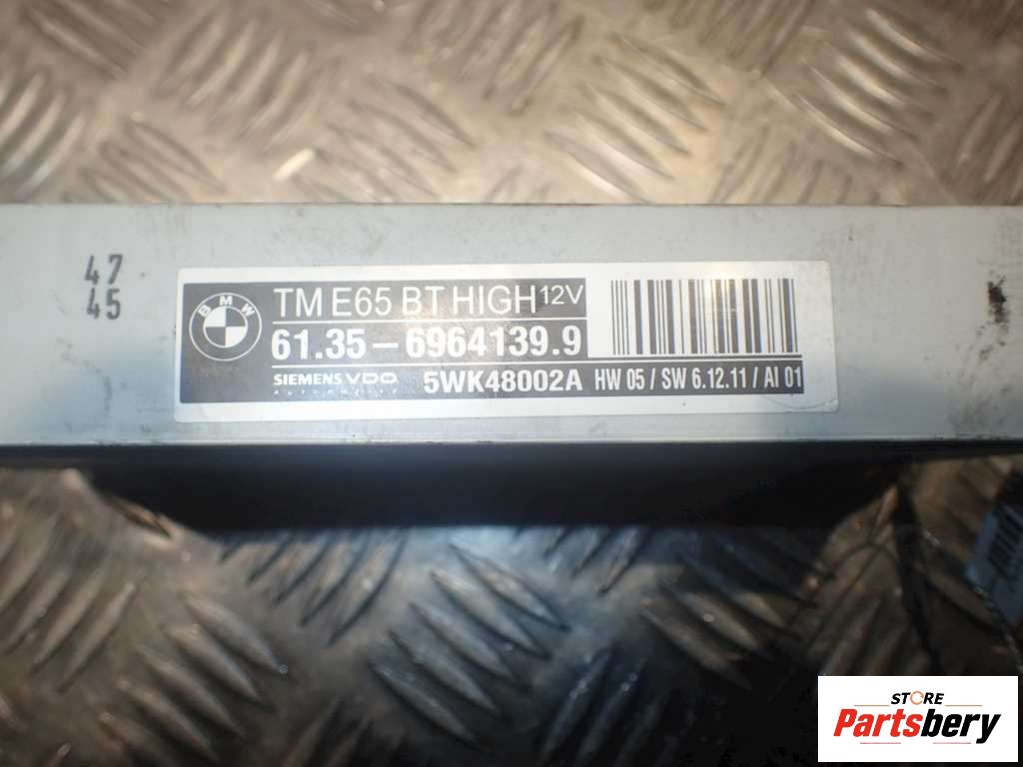 47
45
BMW
TM E65 BT HIGH 12V
61.35 – 6964139.9
SIEMENS VDO
AUTOMOTIVE
5WK48002A HW 05 / SW 6.12.11 / AI 01
STORE
Partsbery